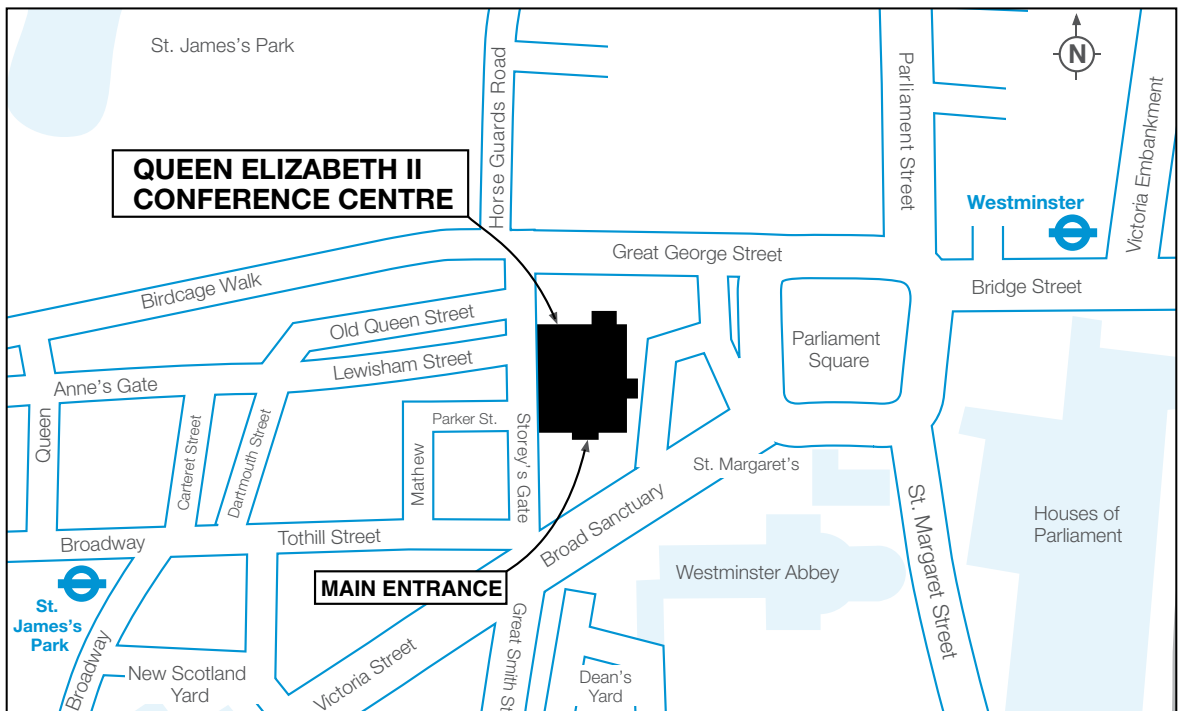 St. James's Park
Horse Guards Road
Parliament Street
N
Victoria Embankment
QUEEN ELIZABETH II
CONFERENCE CENTRE
Westminster
Great George Street
Birdcage Walk
Bridge Street
Old Queen Street
Parliament
Square
Lewisham Street
Anne's Gate
Queen
Carteret Street
Dartmouth Street
Parker St.
Mathew
Storey's Gate
St. Margaret's
Broad Sanctuary
St. Margaret Street
Houses of
Parliament
Broadway
Tothill Street
Westminster Abbey
MAIN ENTRANCE
St.
James's
Park
Broadway
New Scotland
Yard
Victoria Street
Great Smith St
Dean's
Yard